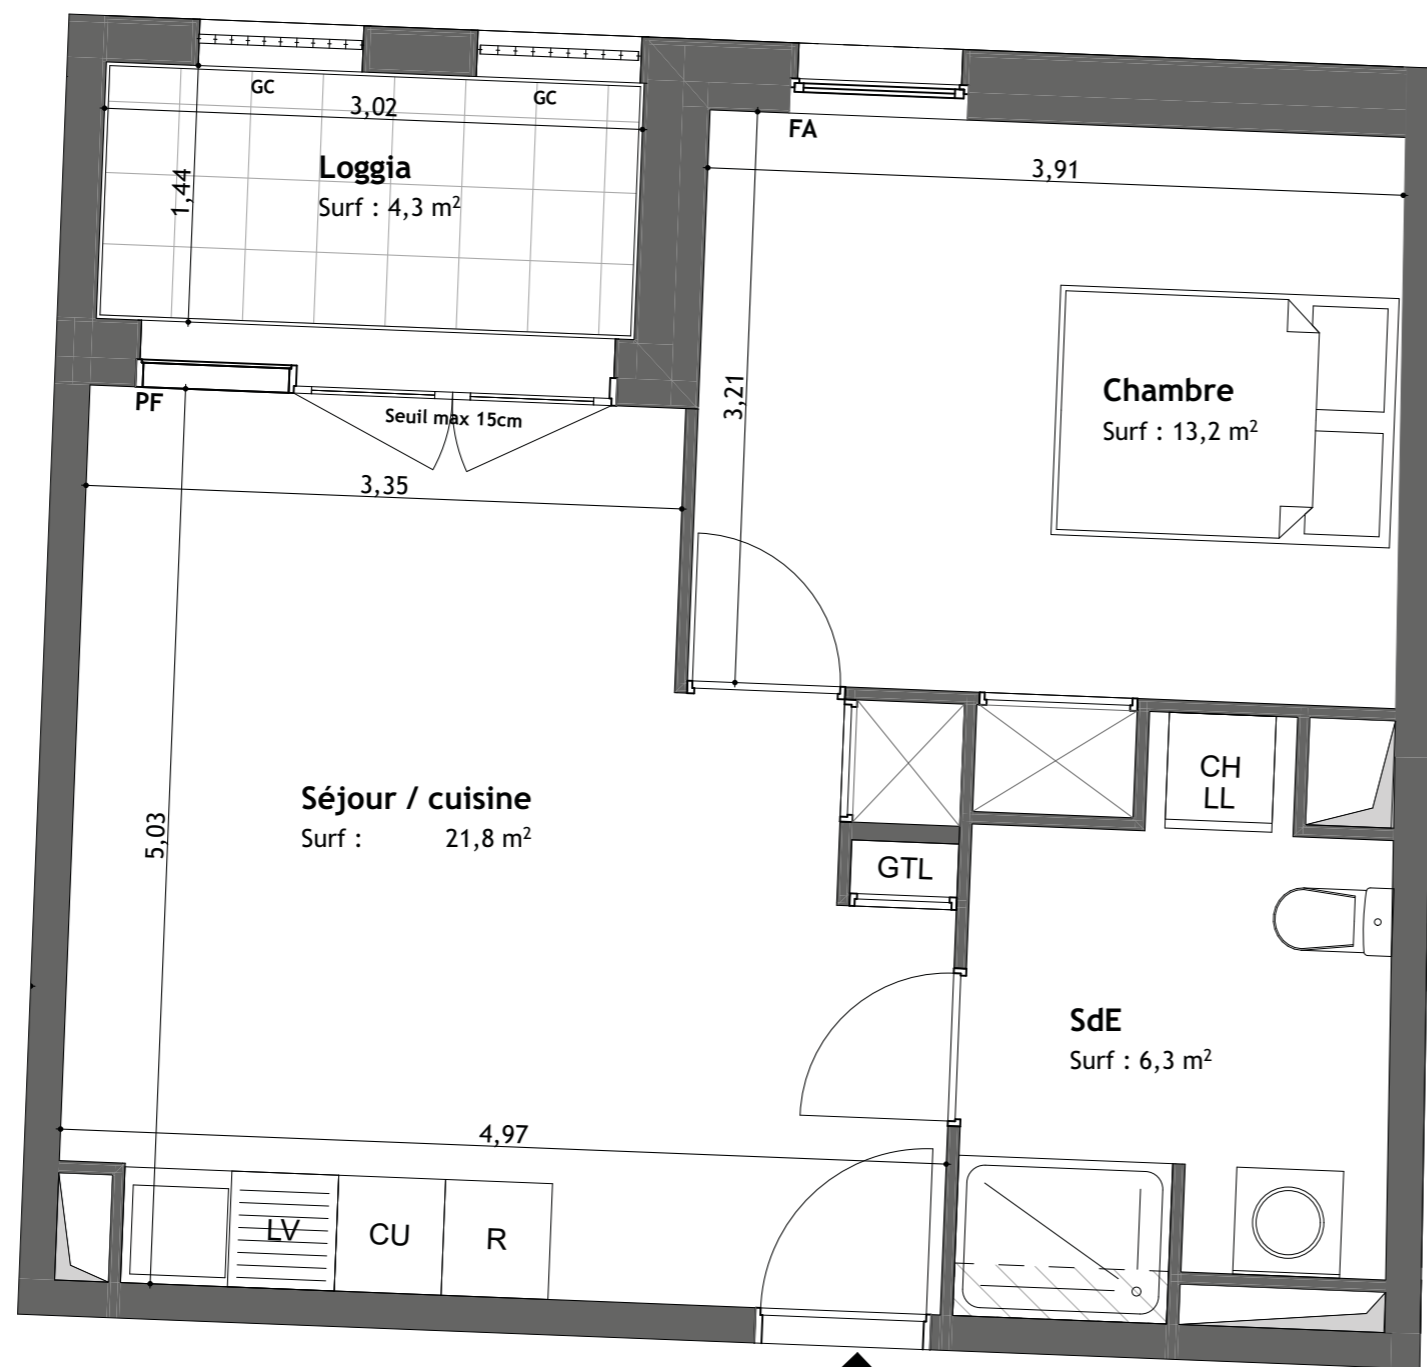 GC
GC
3,02
FA
Loggia
Surf : 4,3 m²
1,44
3,91
Chambre
Surf : 13,2 m²
3,21
PF
Seuil max 15cm
3,35
CH
LL
Séjour / cuisine
Surf : 21,8 m²
5,03
GTL
SdE
Surf : 6,3 m²
4,97
LV
CU
R